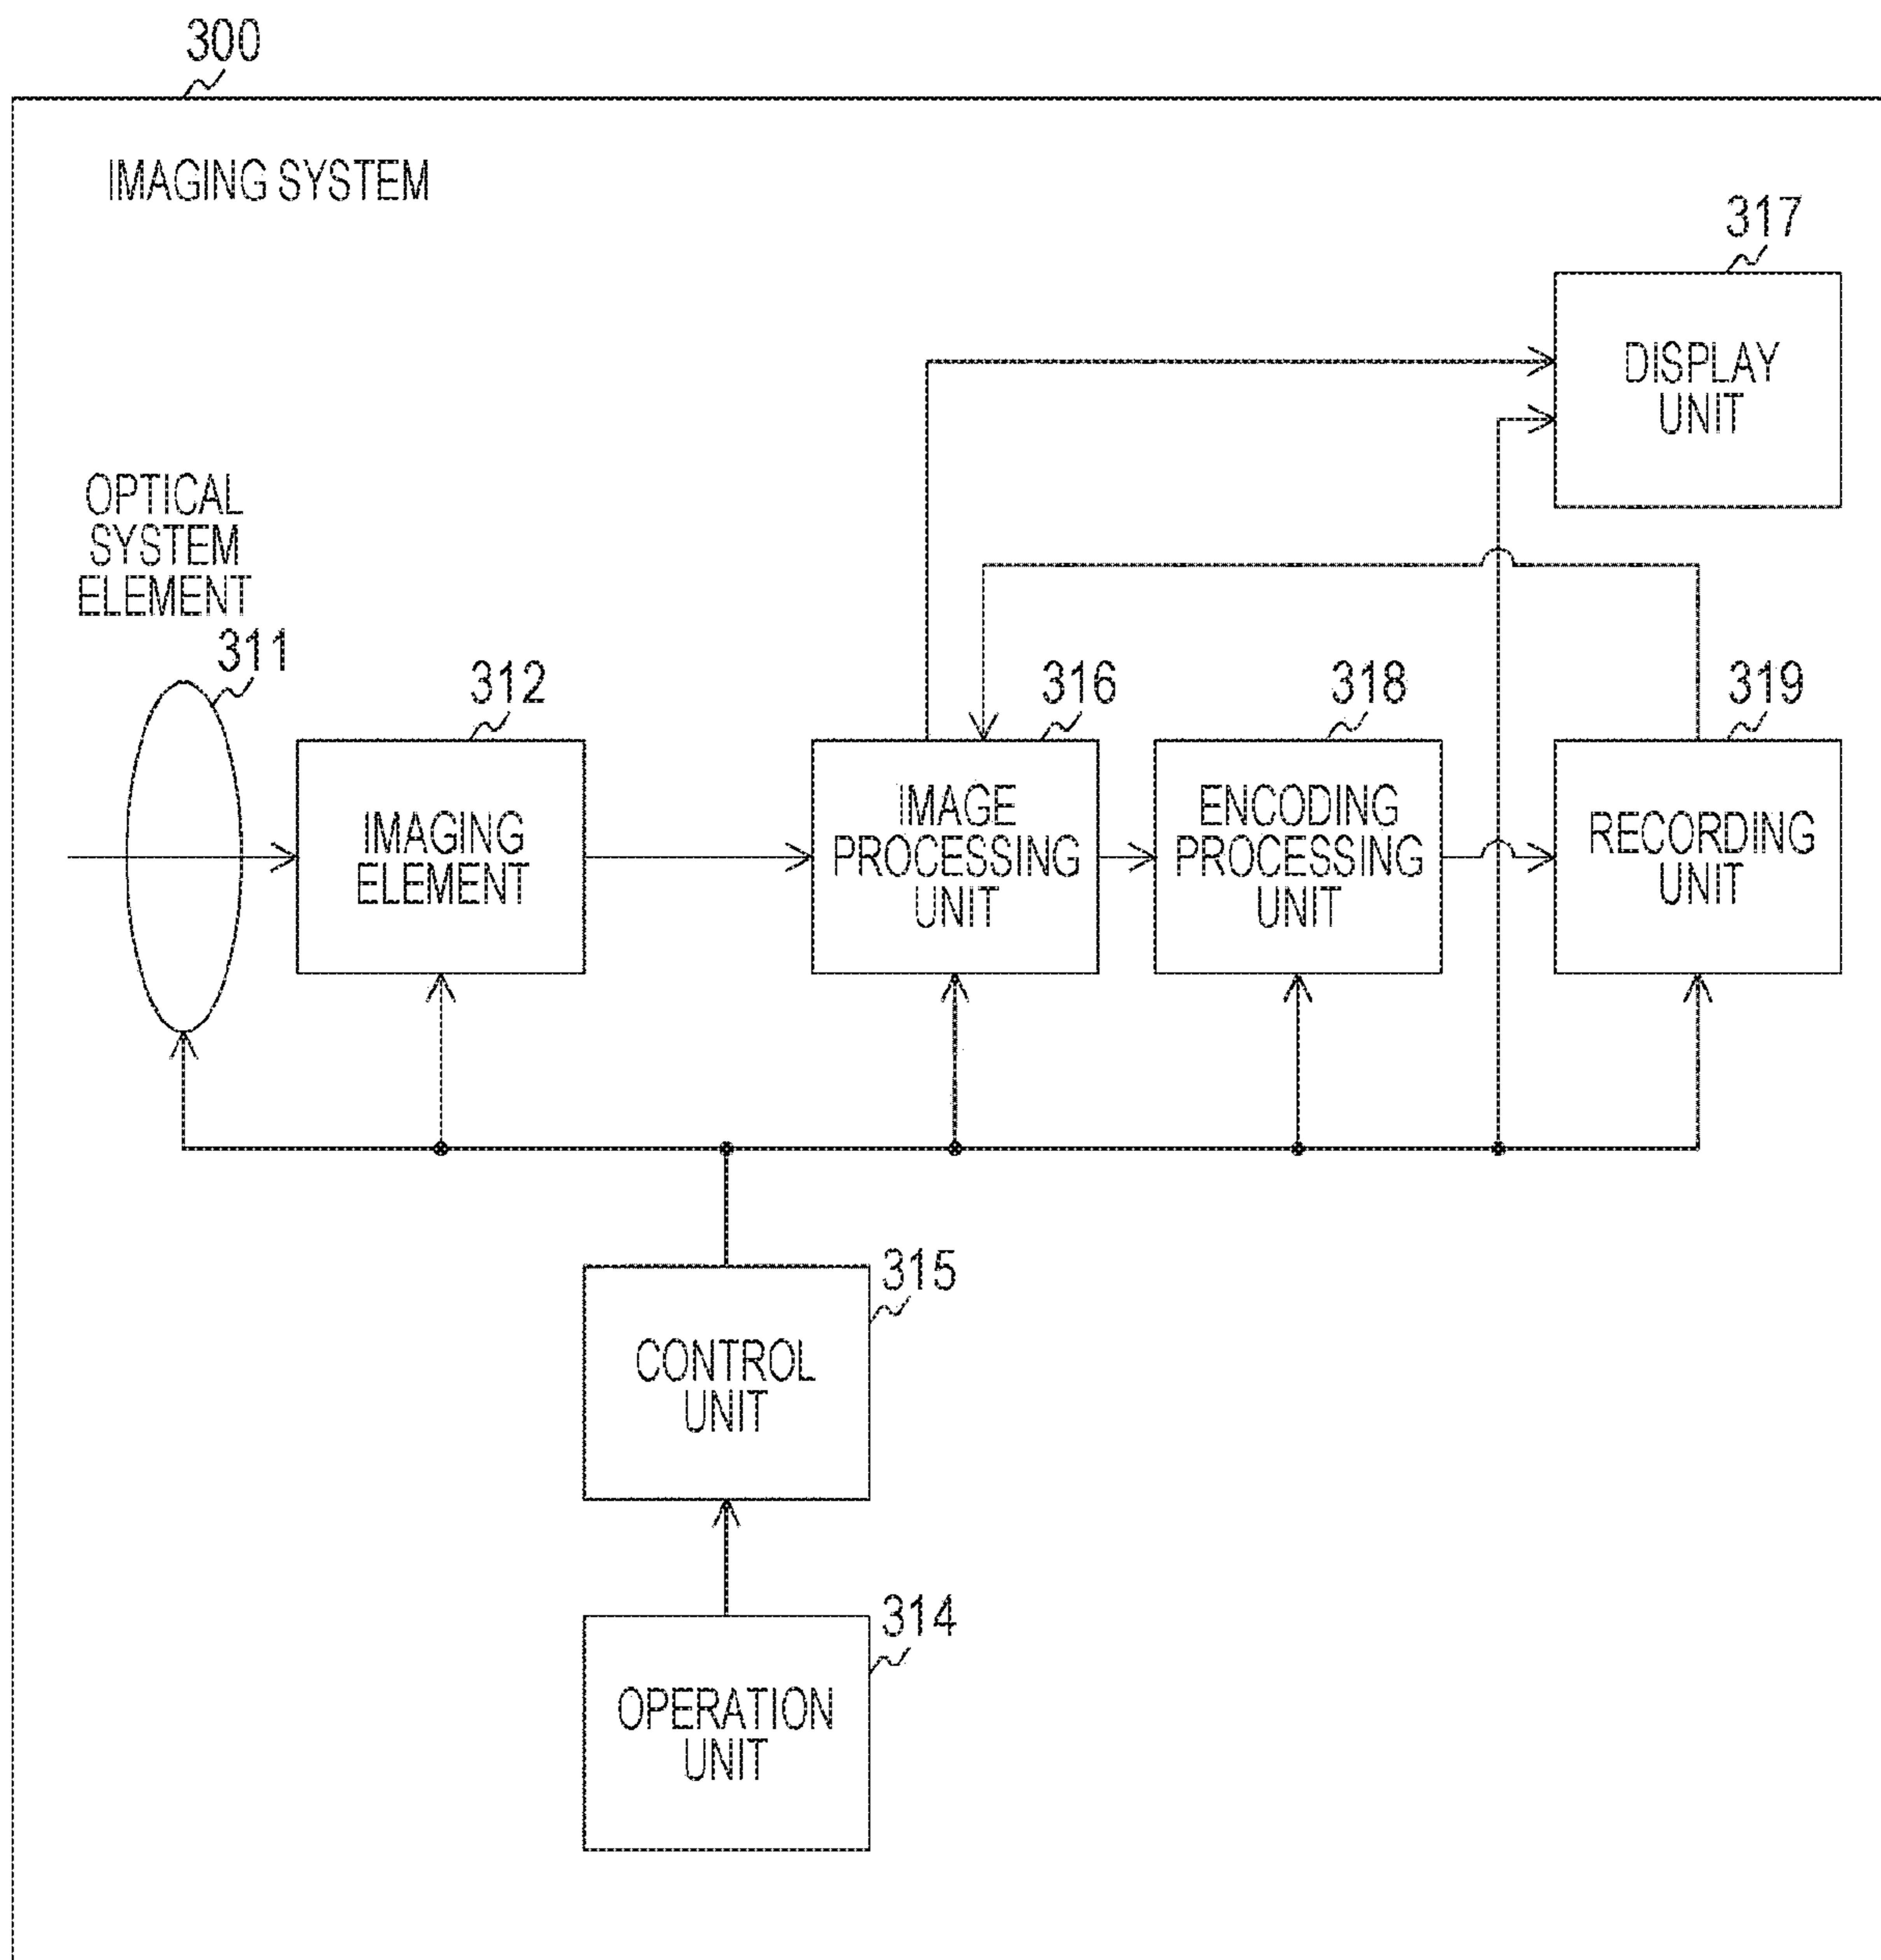 300
IMAGING SYSTEM
317
DISPLAY
UNIT
OPTICAL
SYSTEM
ELEMENT
311
312
IMAGING
ELEMENT
316
IMAGE
PROCESSING
UNIT
318
ENCODING
PROCESSING
UNIT
319
RECORDING
UNIT
315
CONTROL
UNIT
314
OPERATION
UNIT